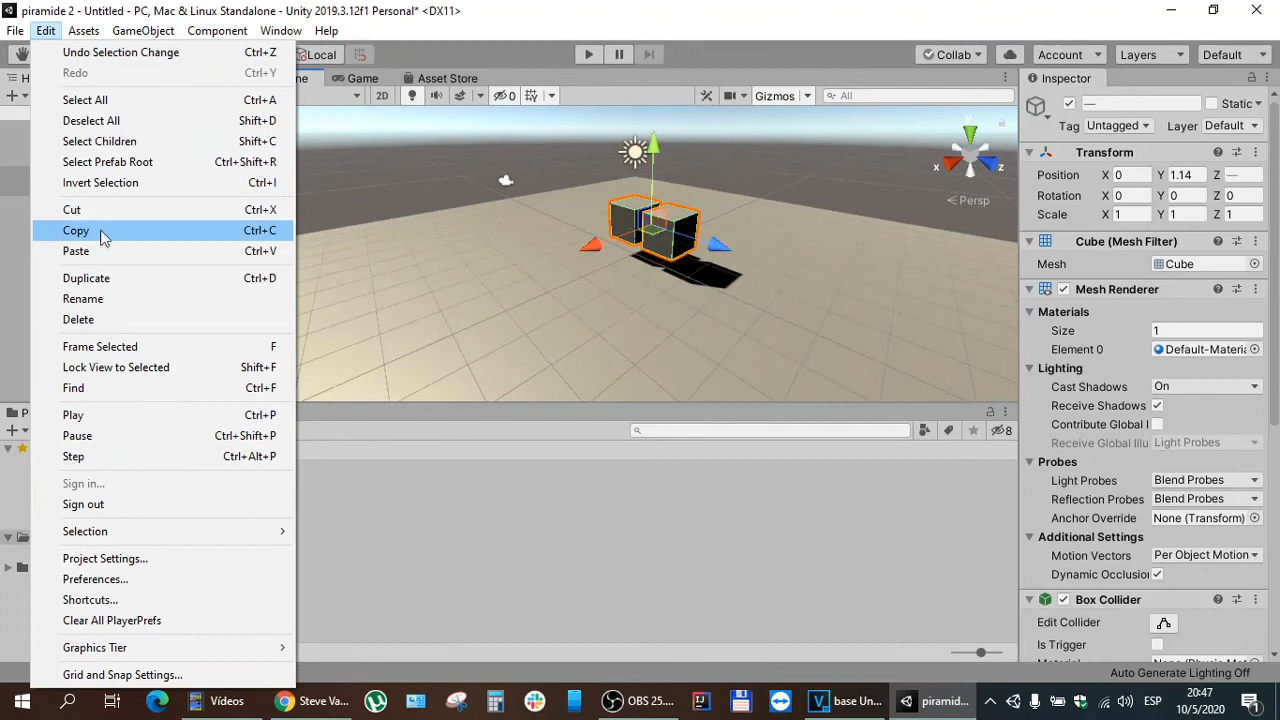 piramide 2 - Untitled - PC, Mac & Linux Standalone - Unity 2019.3.12f1 Personal* <DX11>
File Edit Assets GameObject Component Window Help
Local Collab Account Layers Default
Undo Selection Change Ctrl+Z
Redo Ctrl+Y
Select All Ctrl+A
Deselect All Shift+D
Select Children Shift+C
Select Prefab Root Ctrl+Shift+R
Invert Selection Ctrl+I
Cut Ctrl+X
Copy Ctrl+C
Paste Ctrl+V
Duplicate Ctrl+D
Rename
Delete
Frame Selected F
Lock View to Selected Shift+F
Find Ctrl+F
Play Ctrl+P
Pause Ctrl+Shift+P
Step Ctrl+Alt+P
Sign in...
Sign out
Selection
Project Settings...
Preferences...
Shortcuts...
Clear All PlayerPrefs
Graphics Tier
Grid and Snap Settings...
H
ne Game Asset Store
2D 0 Gizmos All
y
x z
Persp
P
8
Inspector
— Static
Tag Untagged Layer Default
Transform
Position X 0 Y 1.14 Z —
Rotation X 0 Y 0 Z 0
Scale X 1 Y 1 Z 1
Cube (Mesh Filter)
Mesh Cube
Mesh Renderer
Materials
Size 1
Element 0 Default-Materia
Lighting
Cast Shadows On
Receive Shadows
Contribute Global I
Receive Global Illu Light Probes
Probes
Light Probes Blend Probes
Reflection Probes Blend Probes
Anchor Override None (Transform)
Additional Settings
Motion Vectors Per Object Motion
Dynamic Occlusion
Box Collider
Edit Collider
Is Trigger
Auto Generate Lighting Off
Vídeos Steve Va... OBS 25.... base Un... piramid... ESP 20:47
10/5/2020 1